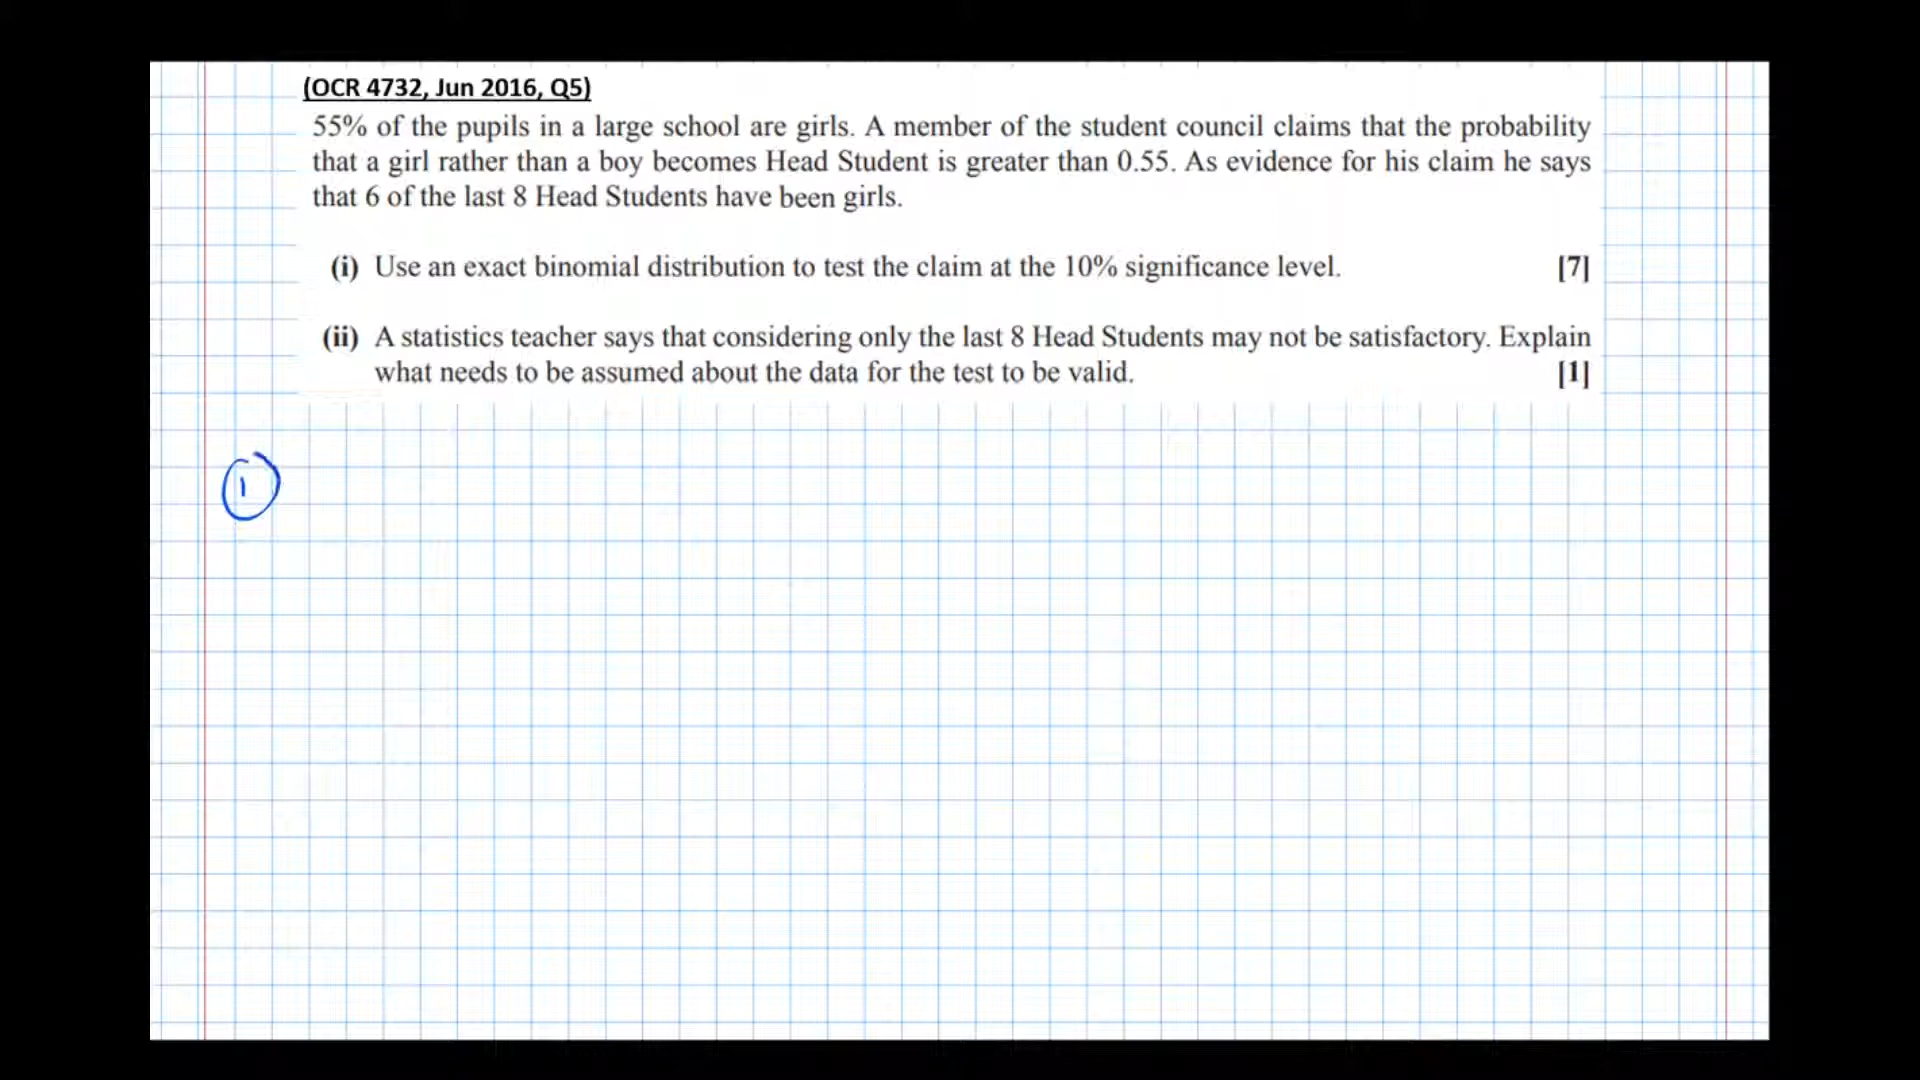 (OCR 4732, Jun 2016, Q5)
55% of the pupils in a large school are girls. A member of the student council claims that the probability
that a girl rather than a boy becomes Head Student is greater than 0.55. As evidence for his claim he says
that 6 of the last 8 Head Students have been girls.
(i) Use an exact binomial distribution to test the claim at the 10% significance level. [7]
(ii) A statistics teacher says that considering only the last 8 Head Students may not be satisfactory. Explain
what needs to be assumed about the data for the test to be valid. [1]
i